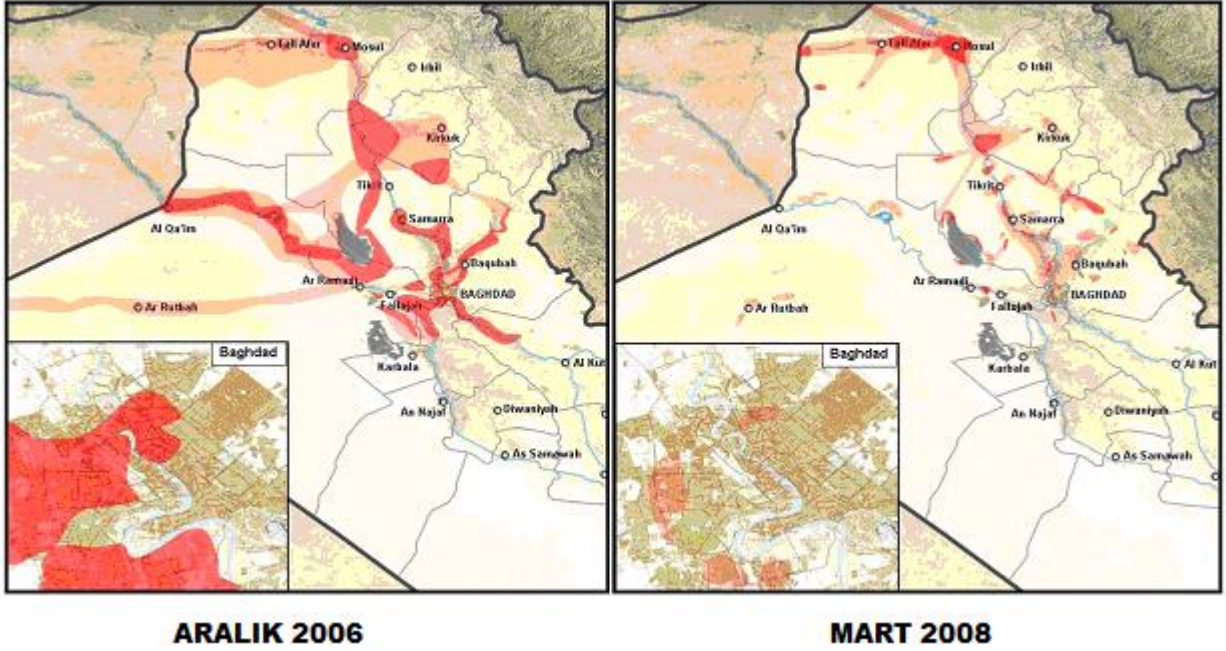 Tall Afar
Mosul
Irbil
Kirkuk
Tikrit
Samarra
Al Qa'im
Baqubah
Ar Ramadi
Fallajah
BAGHDAD
Ar Rutbah
Karbala
Al Kut
An Najaf
Diwaniyah
As Samawah
Baghdad
Tall Afar
Mosul
Irbil
Kirkuk
Tikrit
Samarra
Al Qa'im
Baqubah
Ar Ramadi
Fallujah
BAGHDAD
Ar Rutbah
Karbala
Al Kut
An Najaf
Diwaniyah
As Samawah
Baghdad
ARALIK 2006
MART 2008